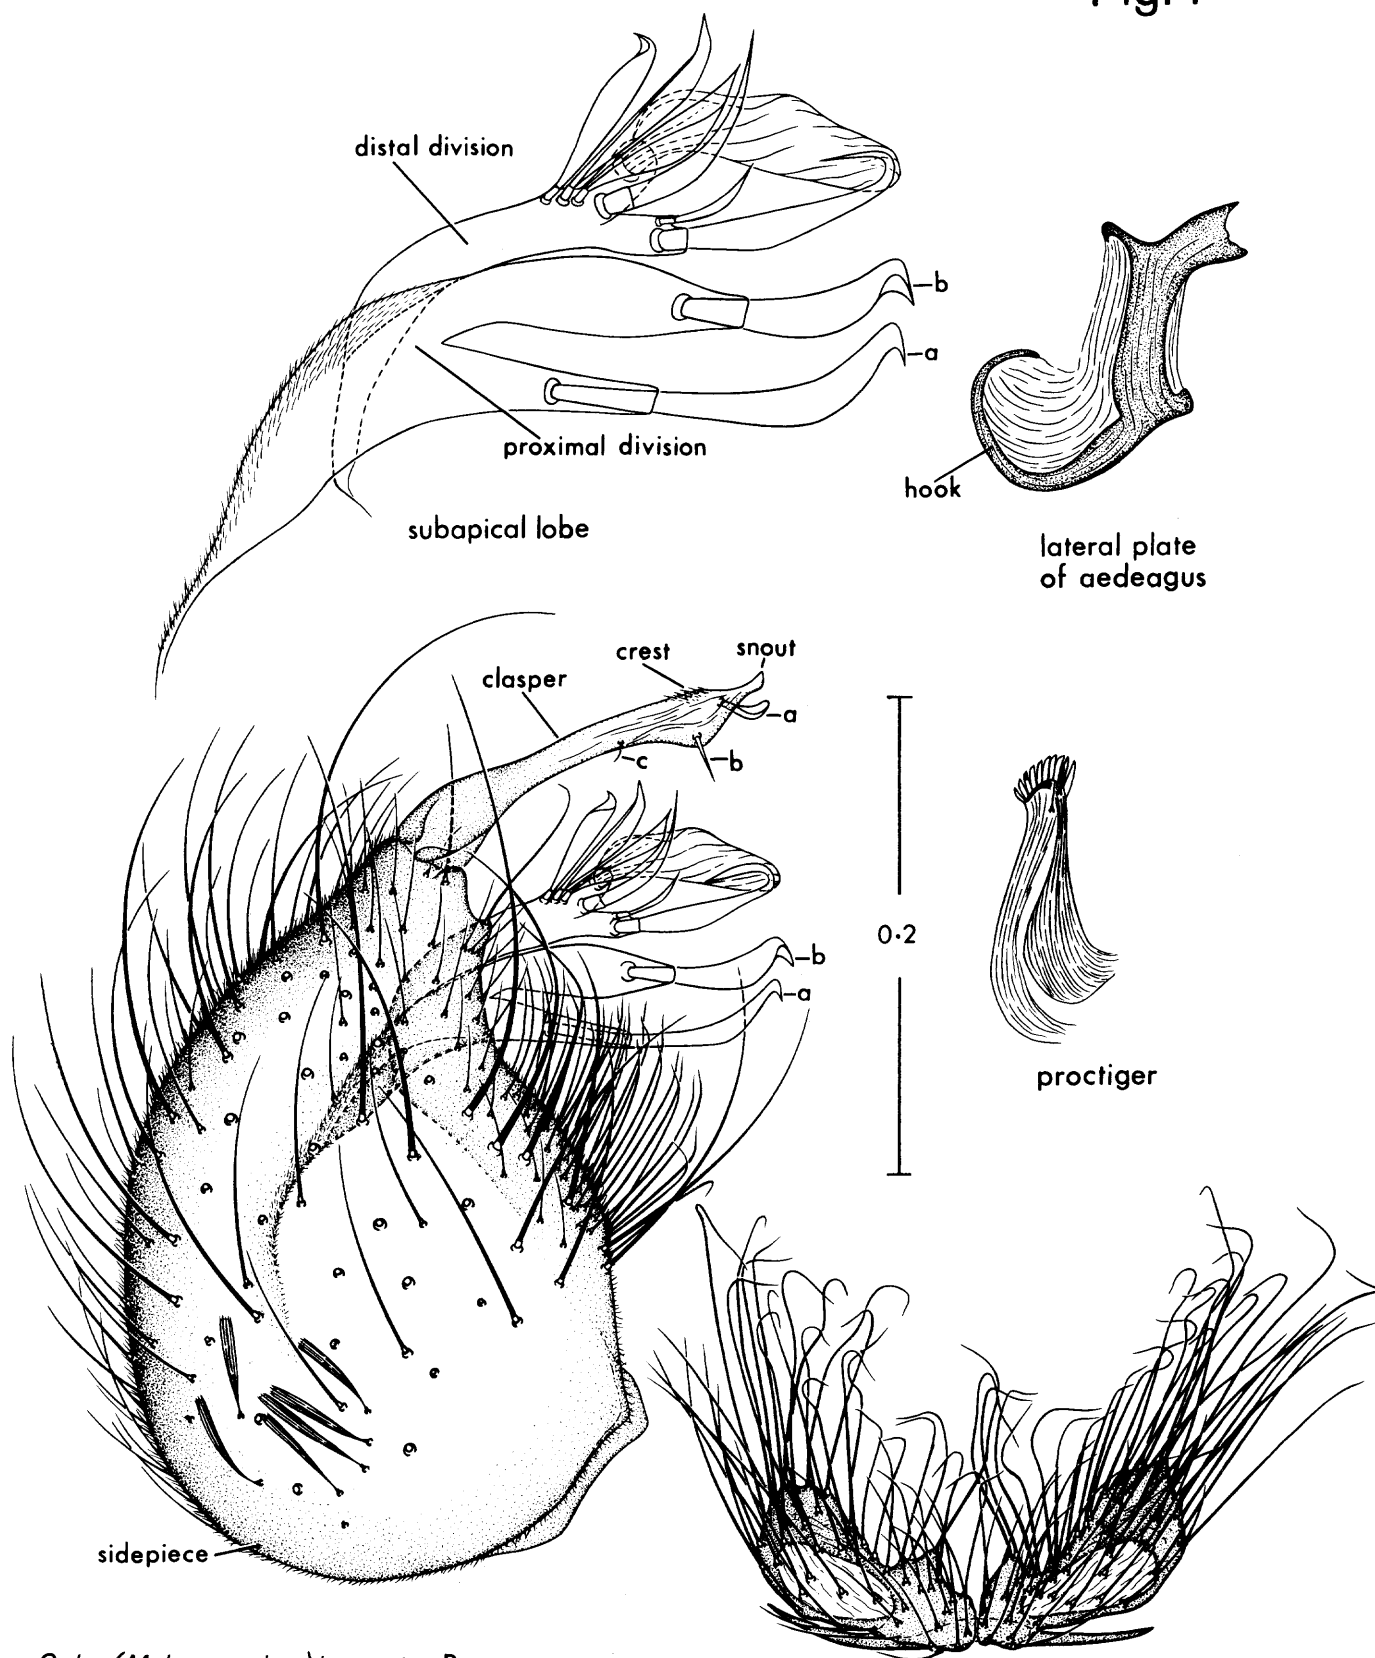 distal division
b
a
proximal division
hook
subapical lobe
lateral plate
of aedeagus
crest
snout
clasper
a
c
b
0·2
b
a
proctiger
sidepiece